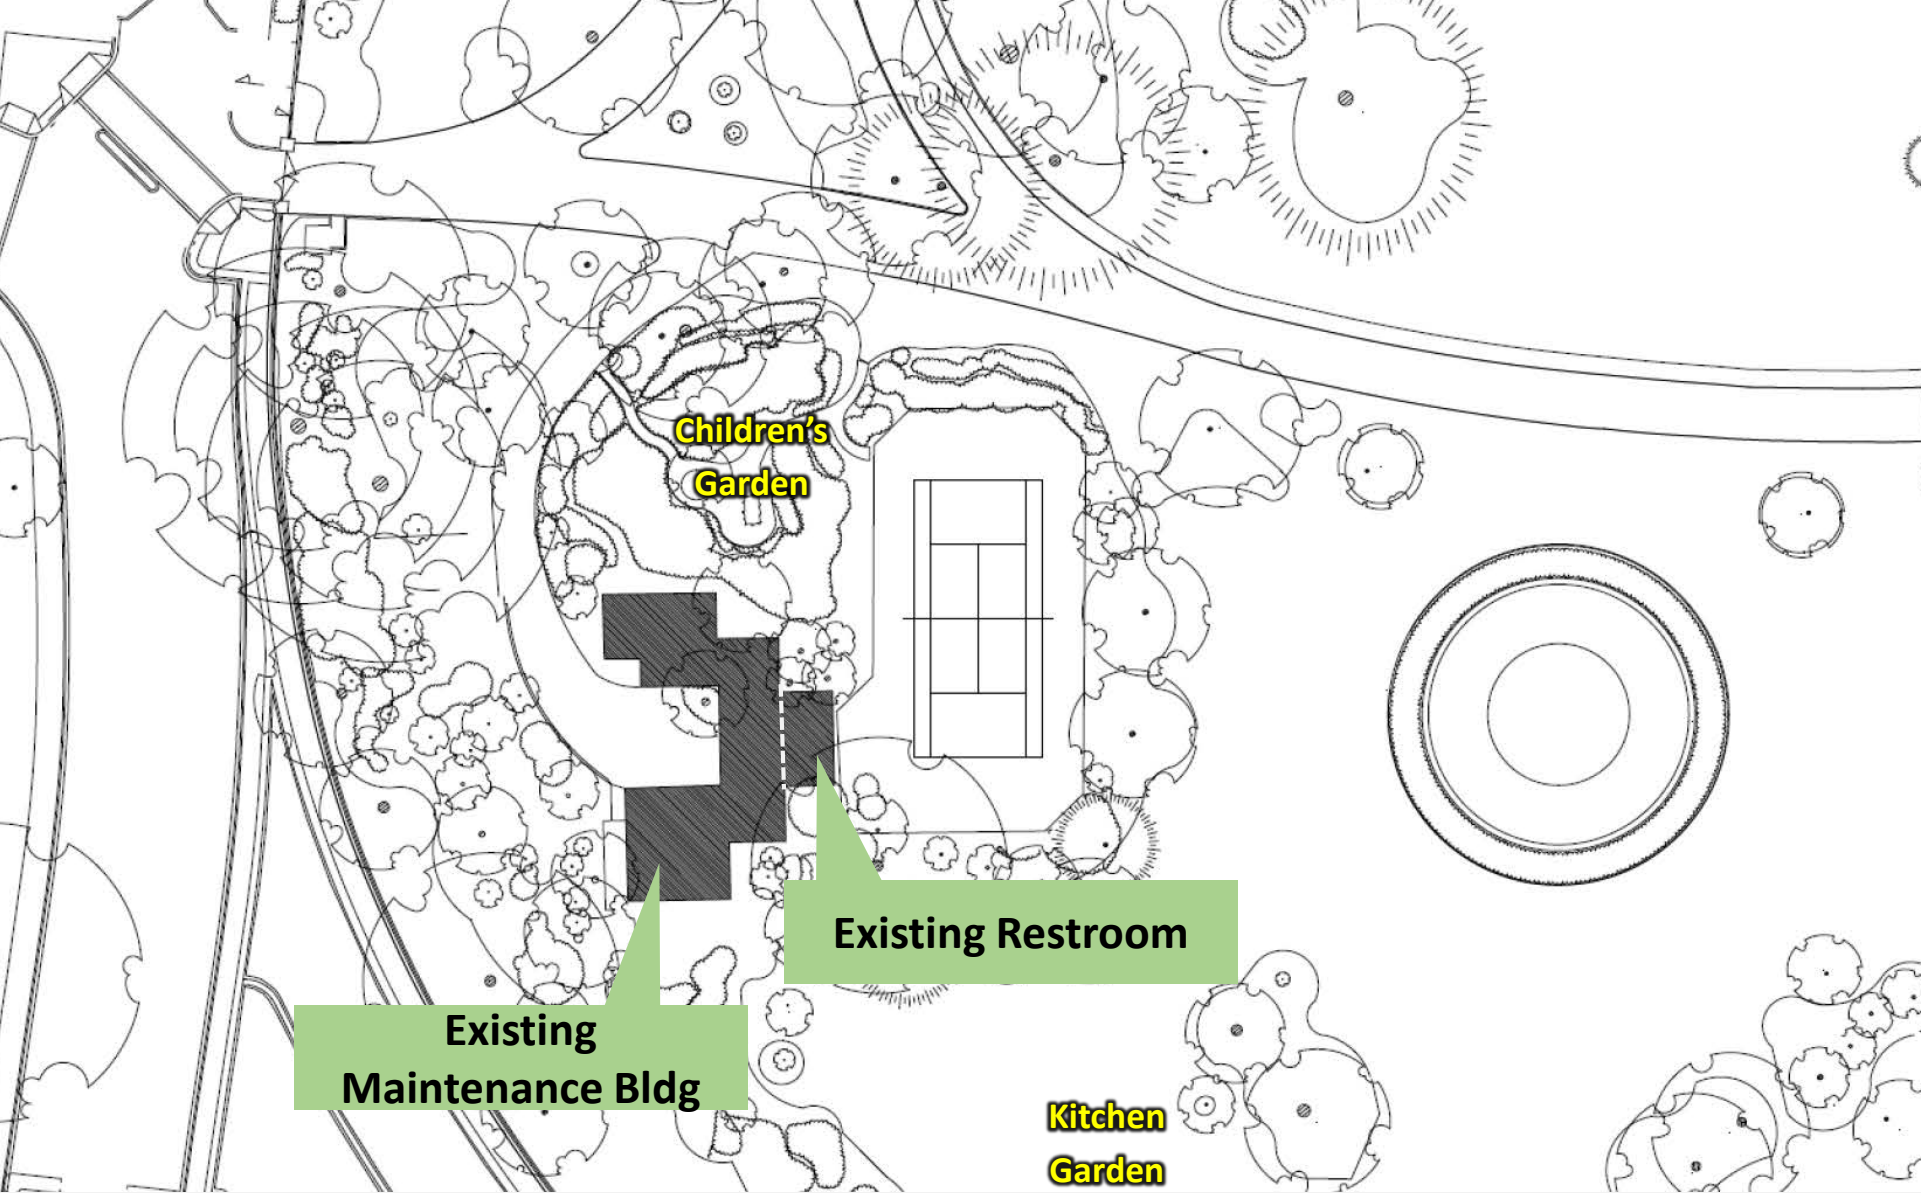 Children's
Garden
Existing Restroom
Existing
Maintenance Bldg
Kitchen
Garden